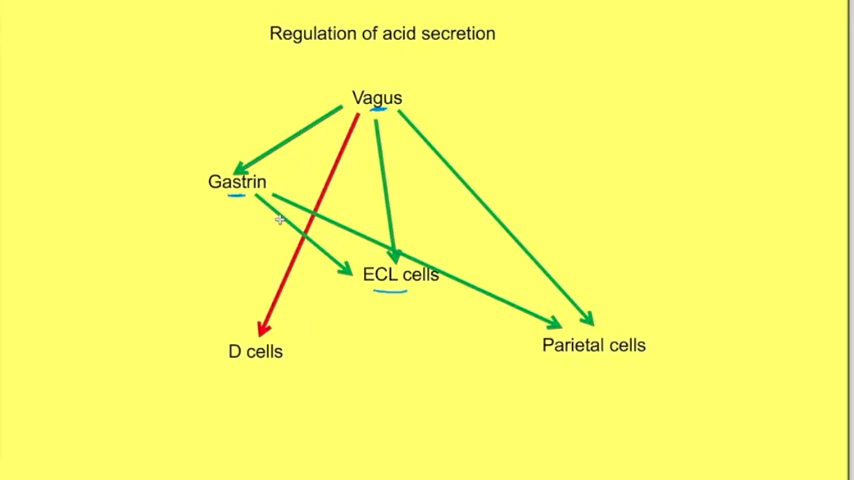 Regulation of acid secretion
Vagus
Gastrin
ECL cells
D cells
Parietal cells